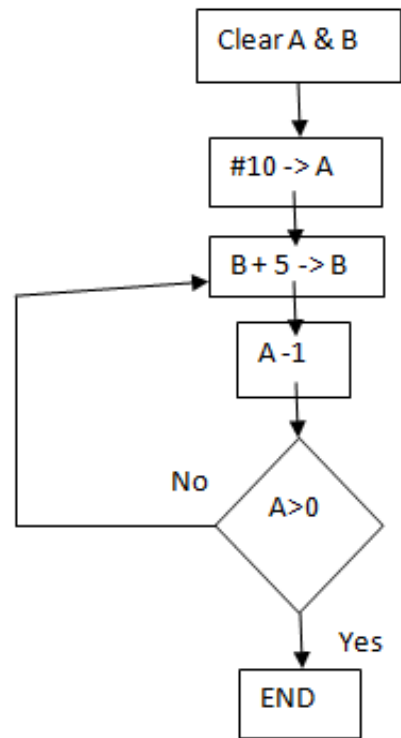 Clear A & B
#10 -> A
B + 5 -> B
A -1
A>0
No
Yes
END